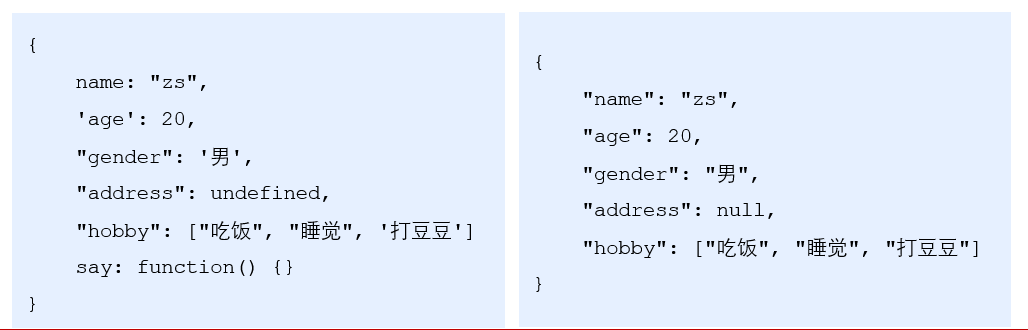 {
    name: "zs",
    'age': 20,
    "gender": '男',
    "address": undefined,
    "hobby": ["吃饭", "睡觉", '打豆豆']
    say: function() {}
}
{
    "name": "zs",
    "age": 20,
    "gender": "男",
    "address": null,
    "hobby": ["吃饭", "睡觉", "打豆豆"]
}